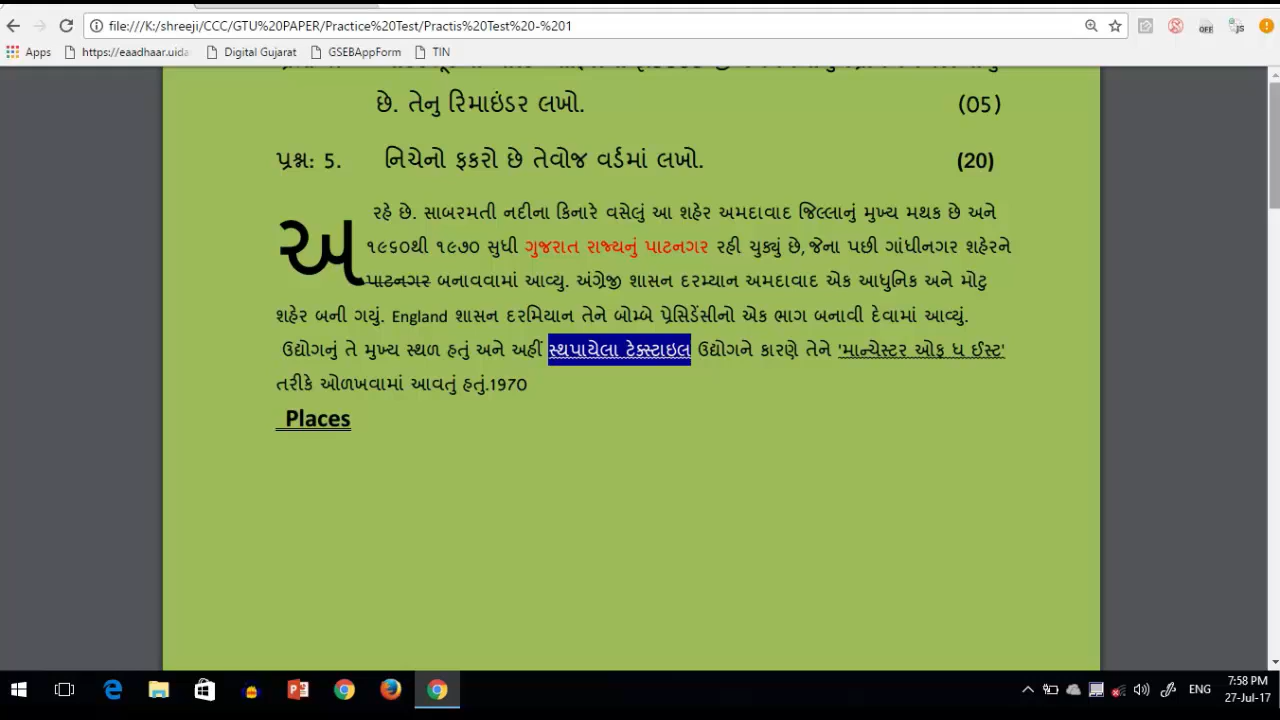 file:///K:/shreeji/CCC/GTU%20PAPER/Practice%20Test/Practis%20Test%20-%201
Apps https://eaadhaar.uida Digital Gujarat GSEBAppForm TIN
છે. તેનુ રિમાઇંડર લખો. (05)
પ્રશ્ન: 5. નિચેનો ફકરો છે તેવોજ વર્ડમાં લખો. (20)
અ રહે છે. સાબરમતી નદીના કિનારે વસેલું આ શહેર અમદાવાદ જિલ્લાનું મુખ્ય મથક છે અને
૧૯૬૦થી ૧૯૭૦ સુધી ગુજરાત રાજ્યનું પાટનગર રહી ચુક્યું છે, જેના પછી ગાંધીનગર શહેરને
પાટનગર બનાવવામાં આવ્યુ. અંગ્રેજી શાસન દરમ્યાન અમદાવાદ એક આધુનિક અને મોટુ
શહેર બની ગયું. England શાસન દરમિયાન તેને બોમ્બે પ્રેસિડેંસીનો એક ભાગ બનાવી દેવામાં આવ્યું.
ઉદ્યોગનું તે મુખ્ય સ્થળ હતું અને અહીં સ્થપાયેલા ટેક્સ્ટાઇલ ઉદ્યોગને કારણે તેને 'માન્ચેસ્ટર ઓફ ધ ઈસ્ટ'
તરીકે ઓળખવામાં આવતું હતું.1970
Places
ENG
7:58 PM
27-Jul-17